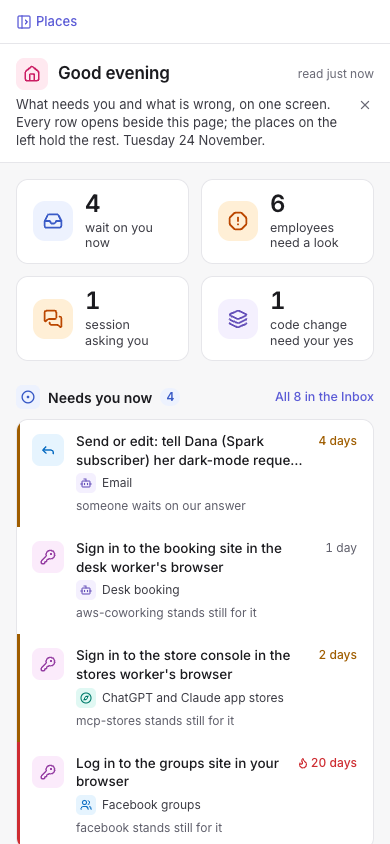 Places
Good evening
read just now
What needs you and what is wrong, on one screen.
Every row opens beside this page; the places on the
left hold the rest. Tuesday 24 November.
4
wait on you
now
6
employees
need a look
1
session
asking you
1
code change
need your yes
Needs you now 4
All 8 in the Inbox
Send or edit: tell Dana (Spark
subscriber) her dark-mode reque...
4 days
Email
someone waits on our answer
Sign in to the booking site in the
desk worker's browser
1 day
Desk booking
aws-coworking stands still for it
Sign in to the store console in the
stores worker's browser
2 days
ChatGPT and Claude app stores
mcp-stores stands still for it
Log in to the groups site in your
browser
20 days
Facebook groups
facebook stands still for it